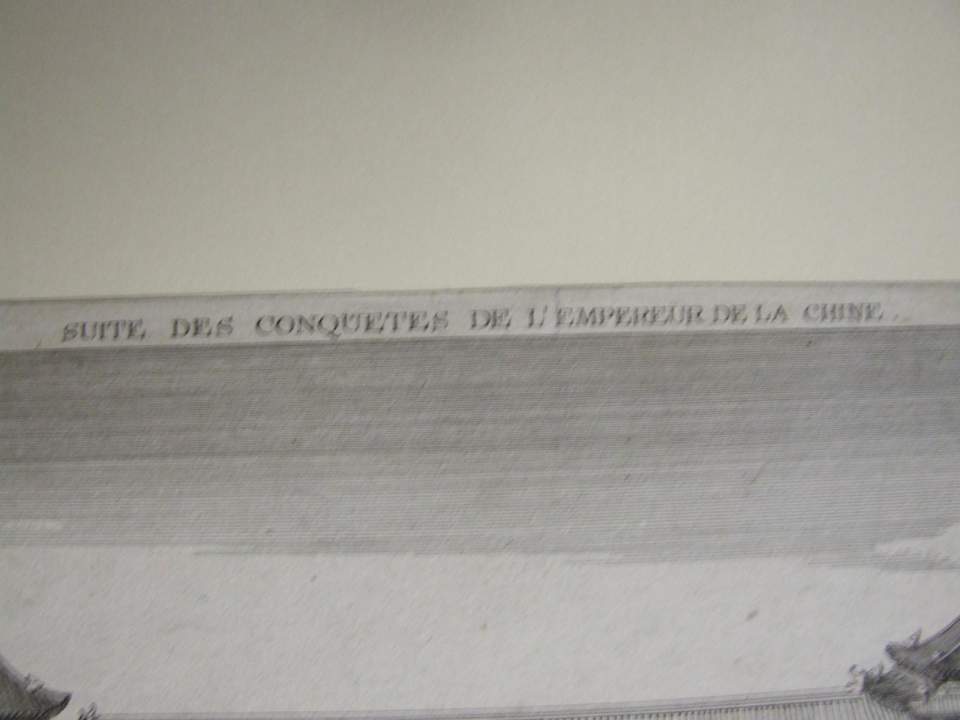 SUITE DES CONQUETES DE L'EMPEREUR DE LA CHINE..